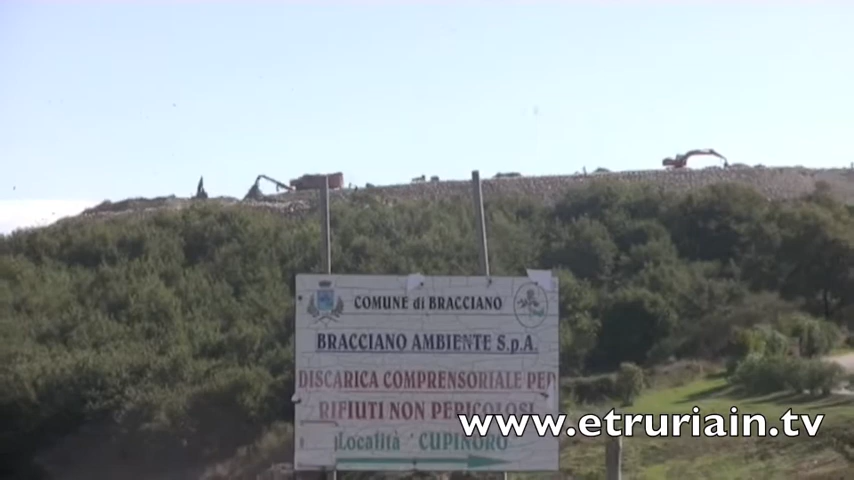 COMUNE di BRACCIANO
BRACCIANO AMBIENTE S.p.A.
DISCARICA COMPRENSORIALE PER
RIFIUTI NON PERICOLOSI
Località "CUPINORO"
www.etruriain.tv